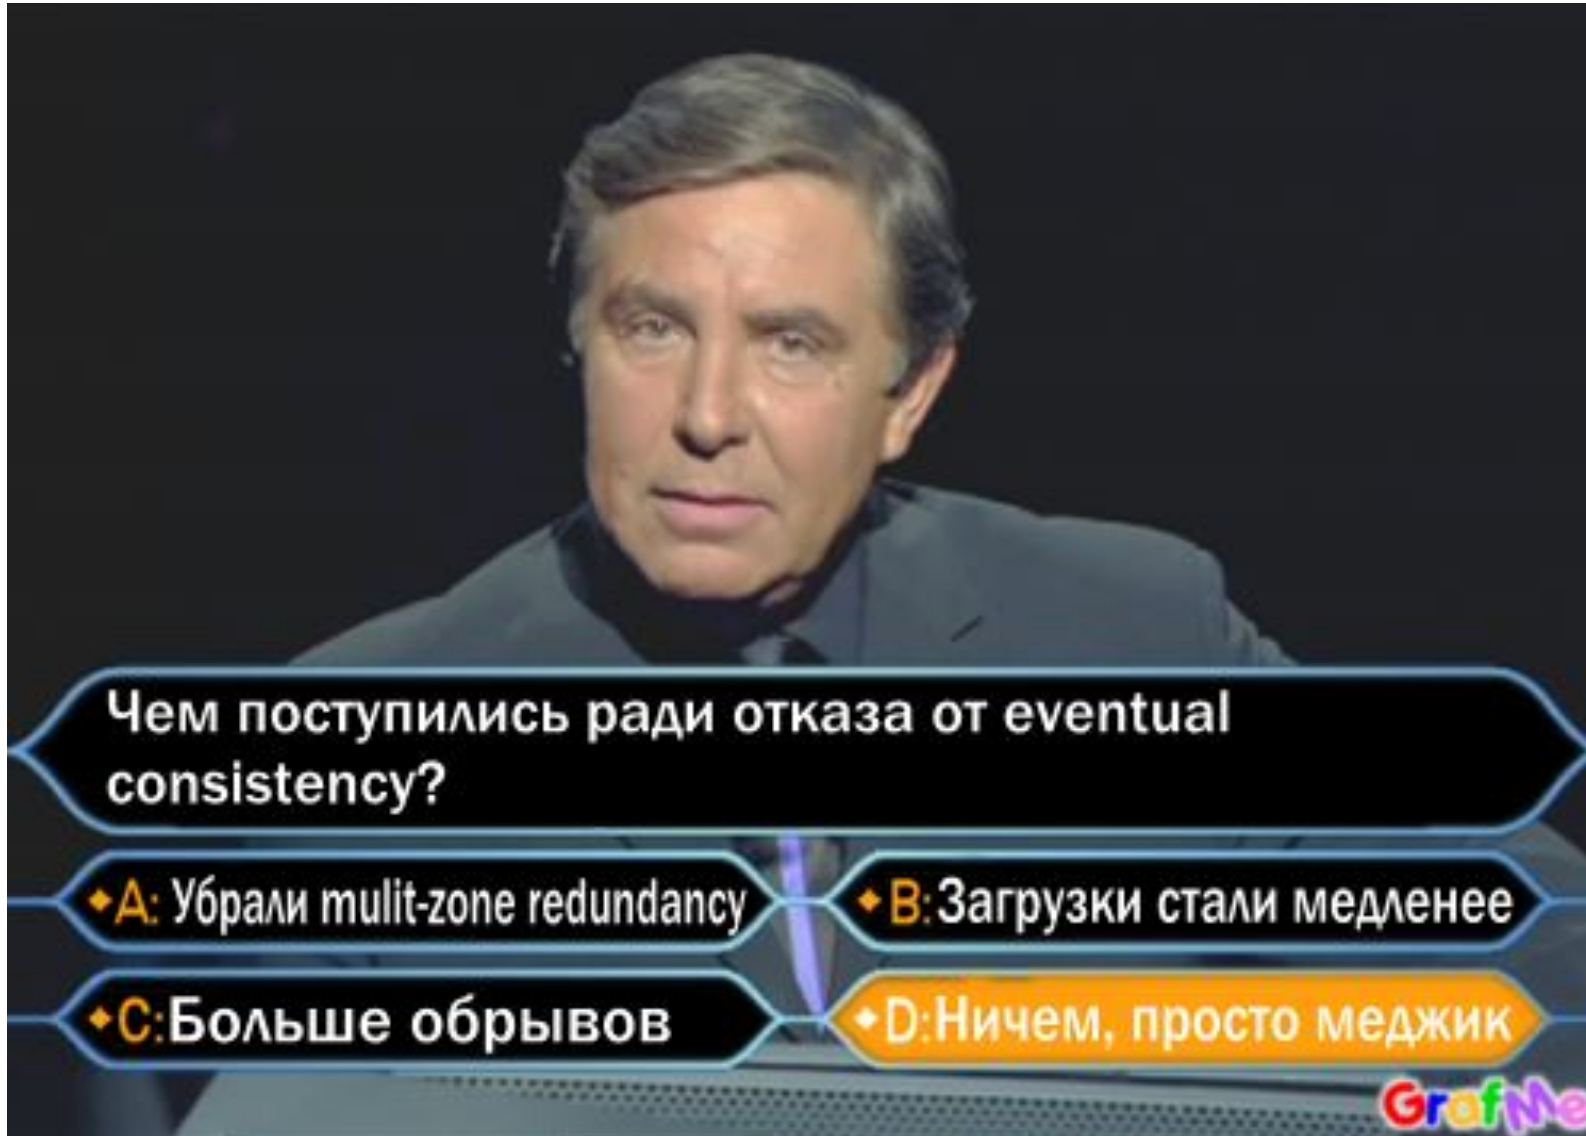 Чем поступились ради отказа от eventual
consistency?
A: Убрали mulit-zone redundancy
B:Загрузки стали медленее
C:Больше обрывов
D:Ничем, просто меджик
GrafMe